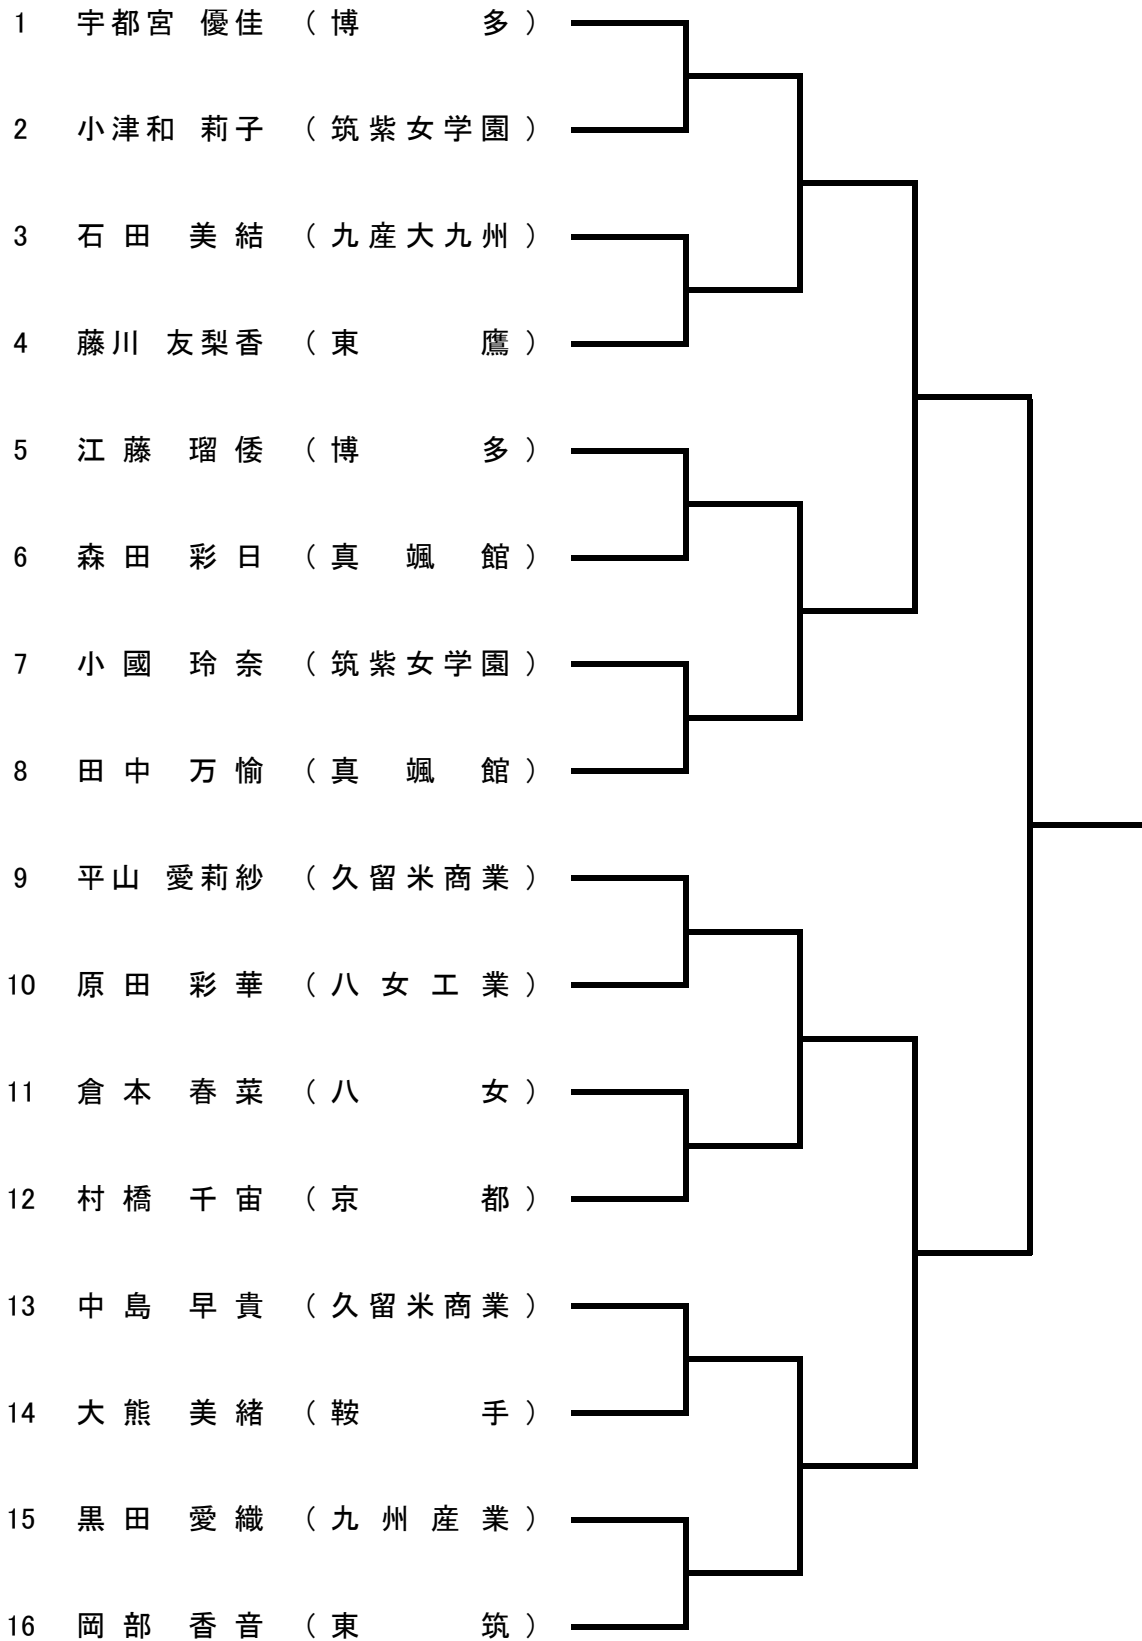 1 宇都宮 優佳 （博 多）
2 小津和 莉子 （筑紫女学園）
3 石田 美結 （九産大九州）
4 藤川 友梨香 （東 鷹）
5 江藤 瑠倭 （博 多）
6 森田 彩日 （真 颯 館）
7 小國 玲奈 （筑紫女学園）
8 田中 万愉 （真 颯 館）
9 平山 愛莉紗 （久留米商業）
10 原田 彩華 （八女工業）
11 倉本 春菜 （八 女）
12 村橋 千宙 （京 都）
13 中島 早貴 （久留米商業）
14 大熊 美緒 （鞍 手）
15 黒田 愛織 （九州産業）
16 岡部 香音 （東 筑）